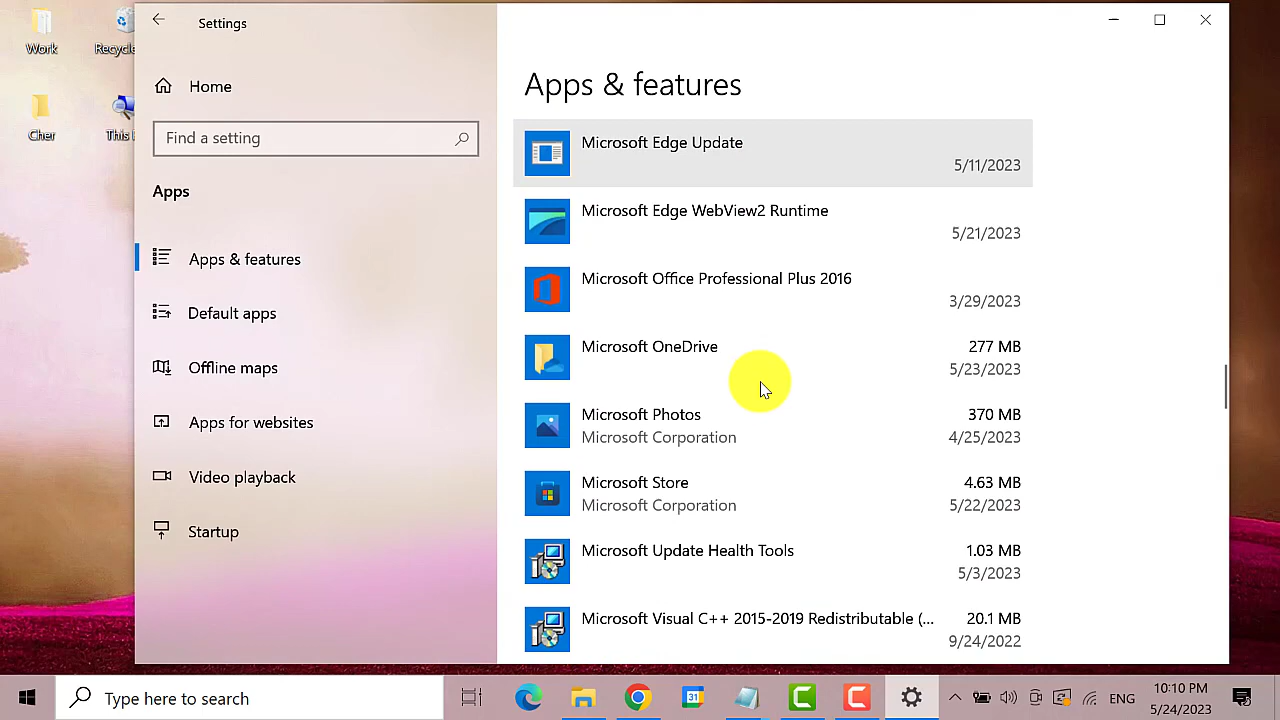 Work
Recycle
Cher
This
Settings
Home
Find a setting
Apps
Apps & features
Default apps
Offline maps
Apps for websites
Video playback
Startup
Apps & features
Microsoft Edge Update
5/11/2023
Microsoft Edge WebView2 Runtime
5/21/2023
Microsoft Office Professional Plus 2016
3/29/2023
Microsoft OneDrive 277 MB
5/23/2023
Microsoft Photos 370 MB
Microsoft Corporation 4/25/2023
Microsoft Store 4.63 MB
Microsoft Corporation 5/22/2023
Microsoft Update Health Tools 1.03 MB
5/3/2023
Microsoft Visual C++ 2015-2019 Redistributable (... 20.1 MB
9/24/2022
Type here to search
31
ENG
10:10 PM
5/24/2023